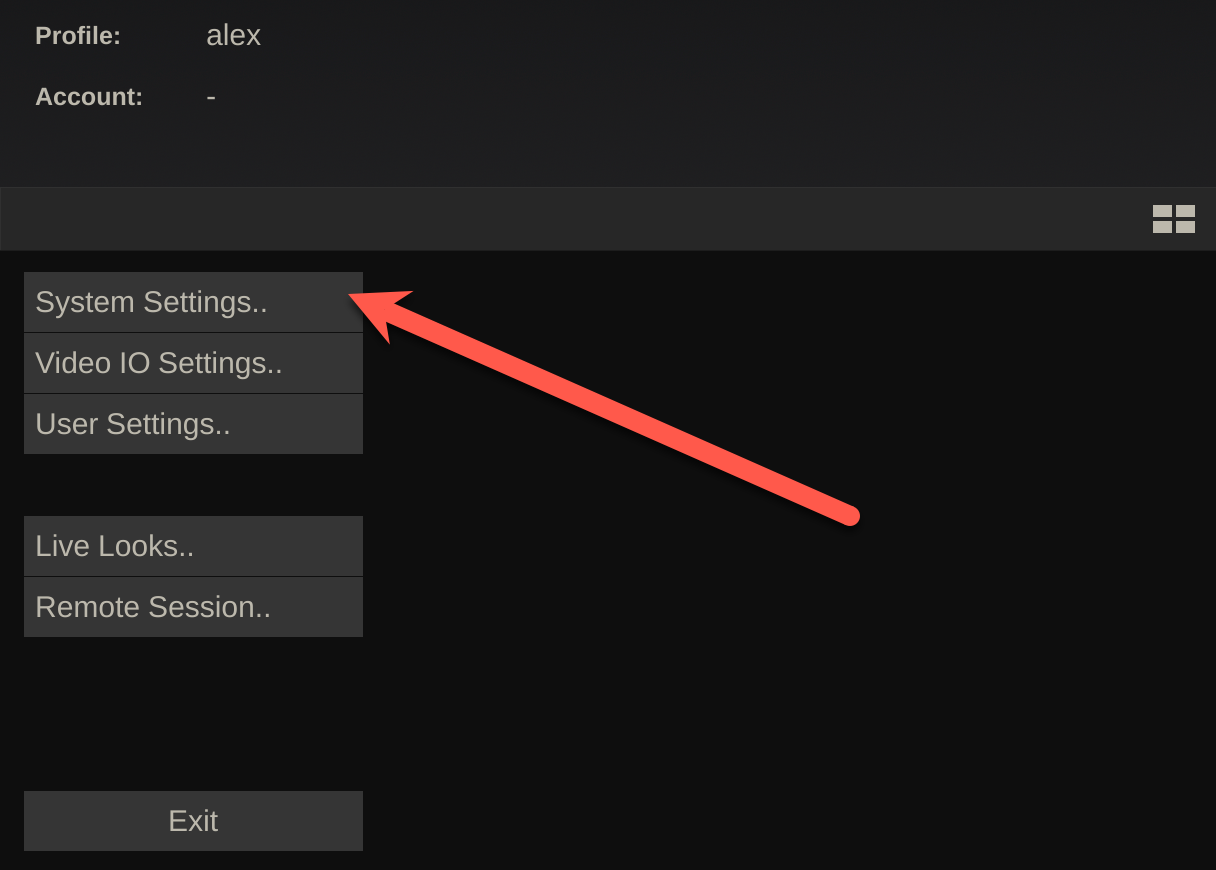 Profile: alex
Account: -
System Settings..
Video IO Settings..
User Settings..
Live Looks..
Remote Session..
Exit